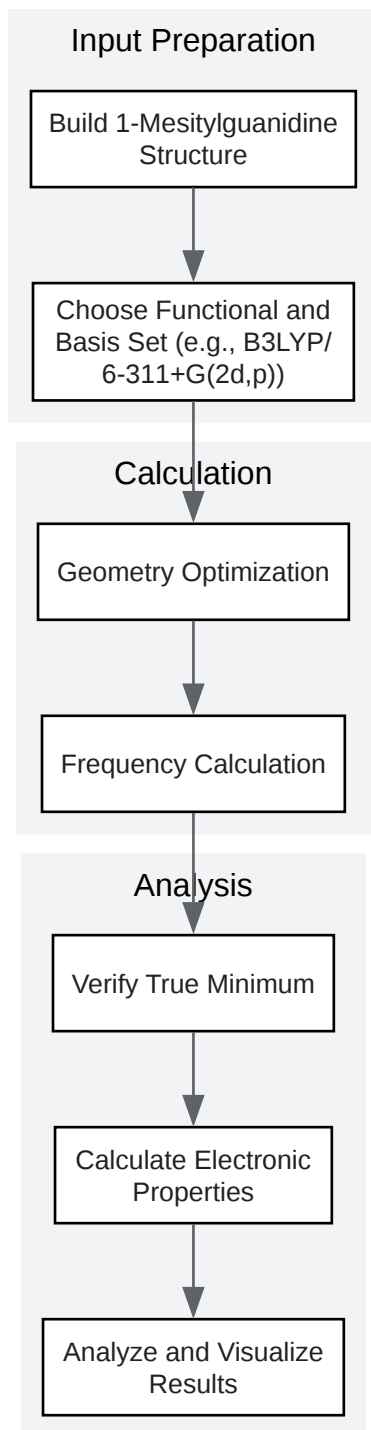 Input Preparation
Build 1-Mesitylguanidine
Structure
Choose Functional and
Basis Set (e.g., B3LYP/
6-311+G(2d,p))
Calculation
Geometry Optimization
Frequency Calculation
Analysis
Verify True Minimum
Calculate Electronic
Properties
Analyze and Visualize
Results